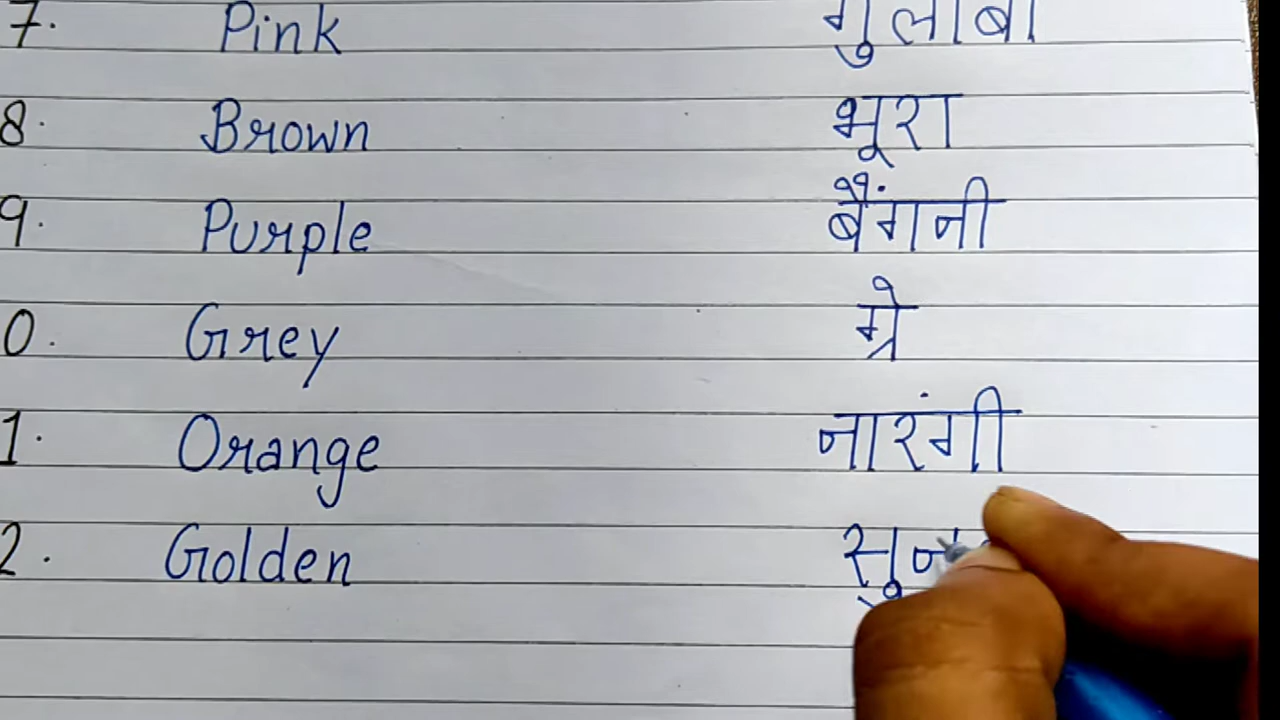 7. Pink गुलाबी
8. Brown भूरा
9. Purple बैंगनी
0. Grey ग्रे
1. Orange नारंगी
2. Golden